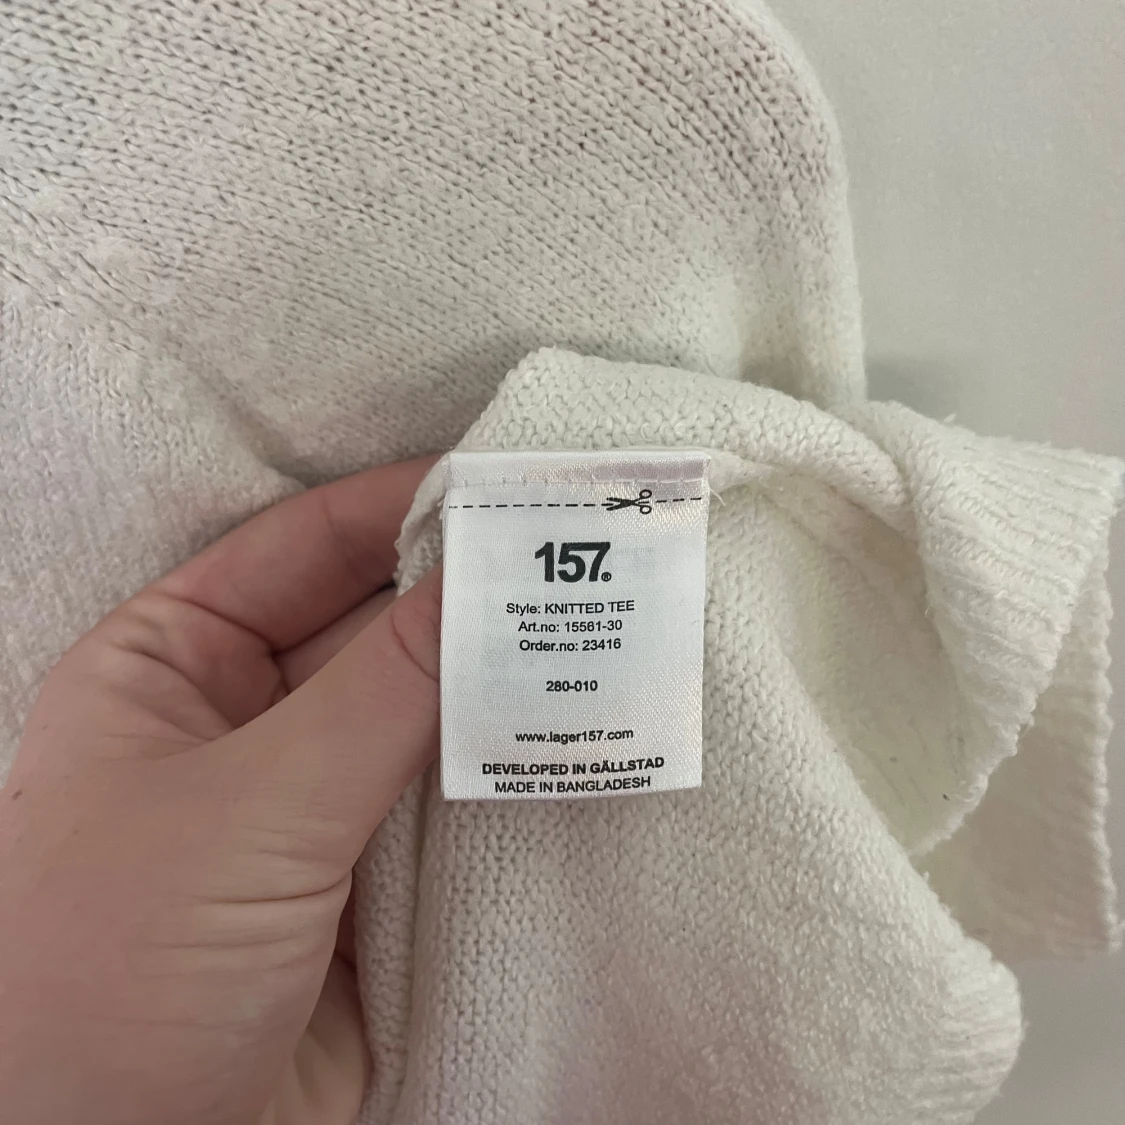 157®
Style: KNITTED TEE
Art.no: 15561-30
Order.no: 23416
280-010
www.lager157.com
DEVELOPED IN GÄLLSTAD
MADE IN BANGLADESH